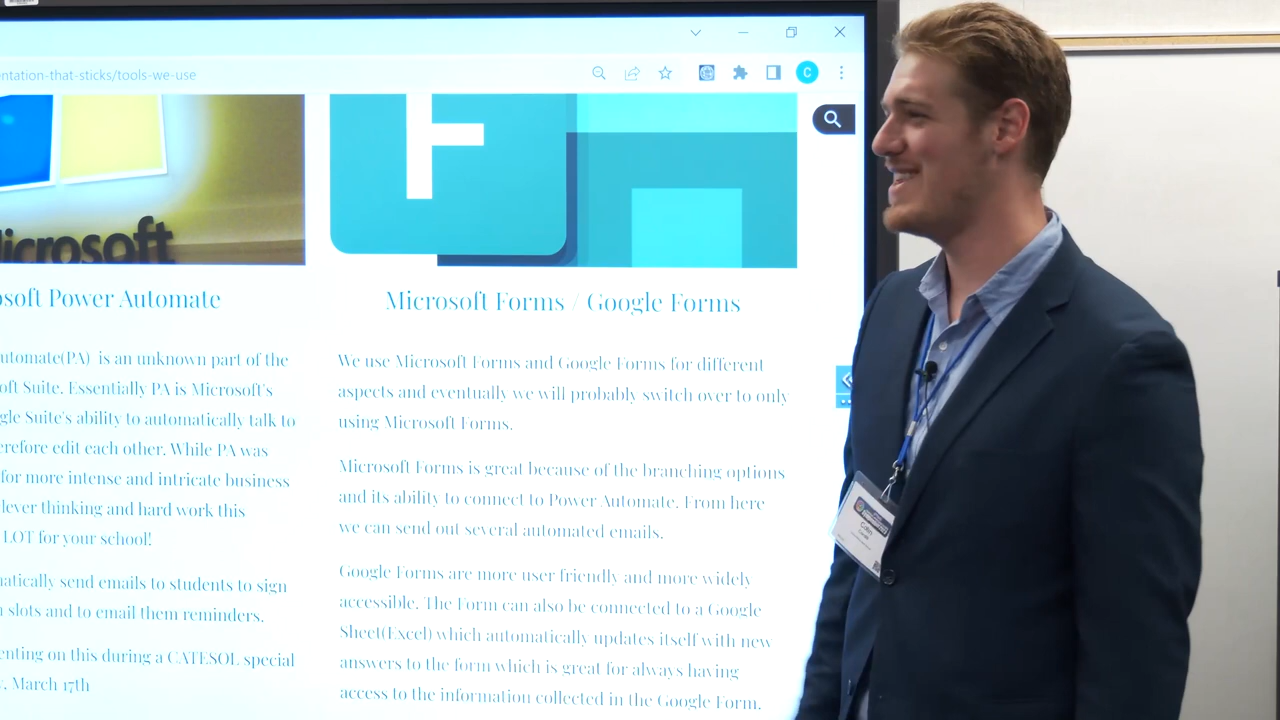 ntation-that-sticks/tools-we-use
C
F
icrosoft
osoft Power Automate
utomate(PA) is an unknown part of the
oft Suite. Essentially PA is Microsoft's
gle Suite's ability to automatically talk to
erefore edit each other. While PA was
for more intense and intricate business
lever thinking and hard work this
LOT for your school!
natically send emails to students to sign
n slots and to email them reminders.
enting on this during a CATESOL special
y, March 17th
Microsoft Forms / Google Forms
We use Microsoft Forms and Google Forms for different
aspects and eventually we will probably switch over to only
using Microsoft Forms.
Microsoft Forms is great because of the branching options
and its ability to connect to Power Automate. From here
we can send out several automated emails.
Google Forms are more user friendly and more widely
accessible. The Form can also be connected to a Google
Sheet(Excel) which automatically updates itself with new
answers to the form which is great for always having
access to the information collected in the Google Form.